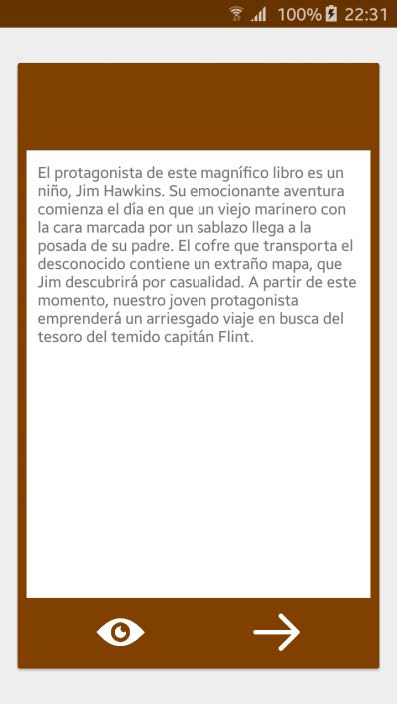 100% 22:31
El protagonista de este magnífico libro es un
niño, Jim Hawkins. Su emocionante aventura
comienza el día en que un viejo marinero con
la cara marcada por un sablazo llega a la
posada de su padre. El cofre que transporta el
desconocido contiene un extraño mapa, que
Jim descubrirá por casualidad. A partir de este
momento, nuestro joven protagonista
emprenderá un arriesgado viaje en busca del
tesoro del temido capitán Flint.